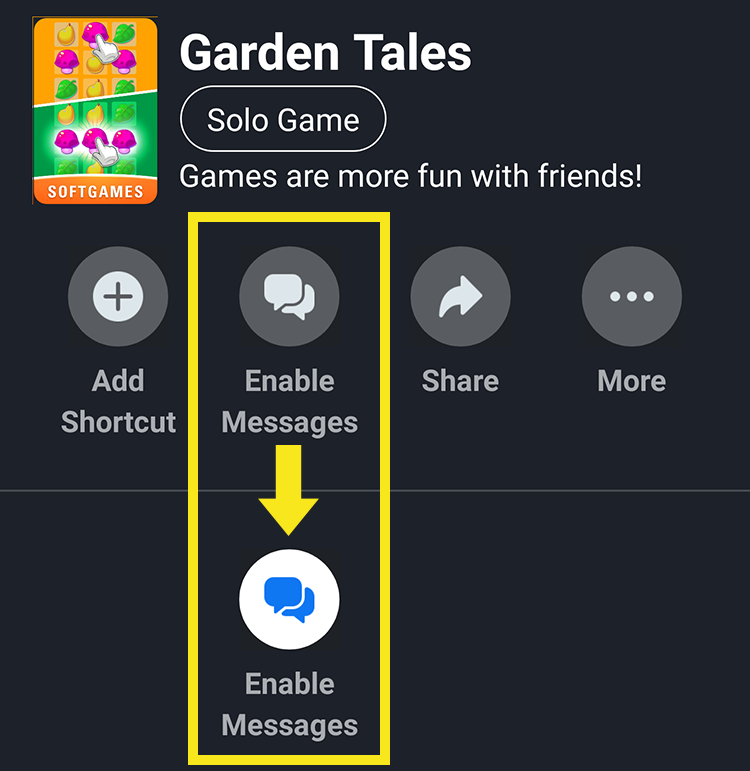 Garden Tales
Solo Game
Games are more fun with friends!
SOFTGAMES
Add
Shortcut
Enable
Messages
Share
More
Enable
Messages